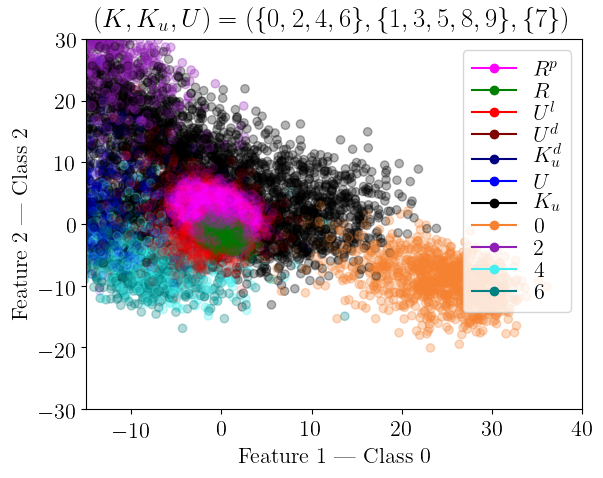 (K, K_u, U) = ({0, 2, 4, 6}, {1, 3, 5, 8, 9}, {7})
30
20
10
0
−10
−20
−30
Feature 2 — Class 2
R^p
R
U^l
U^d
K_u^d
U
K_u
0
2
4
6
−10
0
10
20
30
40
Feature 1 — Class 0